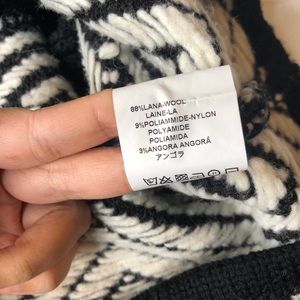 88%LANA-WOOL
LAINE-LA
9%POLIAMMIDE-NYLON
POLYAMIDE
POLIAMIDA
3%ANGORA ANGORÁ
アンゴラ